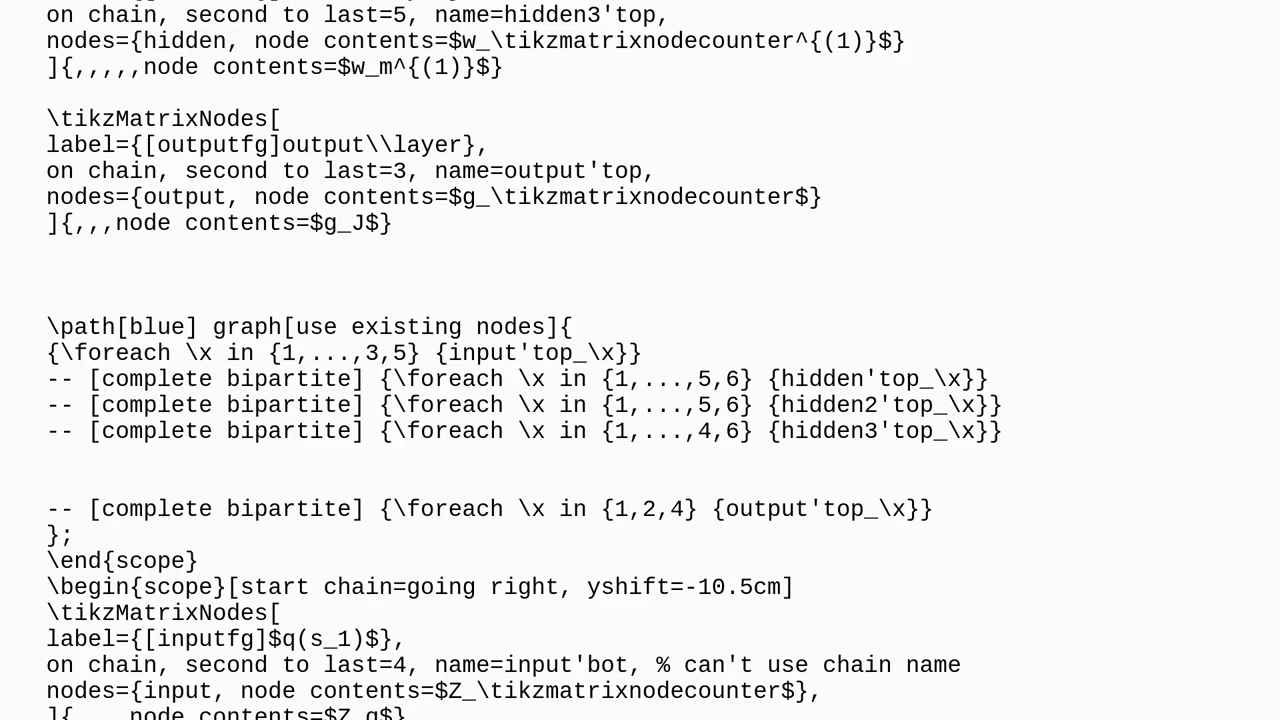 on chain, second to last=5, name=hidden3'top,
nodes={hidden, node contents=$w_\tikzmatrixnodecounter^{(1)}$}
]{,,,,,node contents=$w_m^{(1)}$}
\tikzMatrixNodes[
label={[outputfg]output\\layer},
on chain, second to last=3, name=output'top,
nodes={output, node contents=$g_\tikzmatrixnodecounter$}
]{,,,node contents=$g_J$}
\path[blue] graph[use existing nodes]{
{\foreach \x in {1,...,3,5} {input'top_\x}}
-- [complete bipartite] {\foreach \x in {1,...,5,6} {hidden'top_\x}}
-- [complete bipartite] {\foreach \x in {1,...,5,6} {hidden2'top_\x}}
-- [complete bipartite] {\foreach \x in {1,...,4,6} {hidden3'top_\x}}
-- [complete bipartite] {\foreach \x in {1,2,4} {output'top_\x}}
};
\end{scope}
\begin{scope}[start chain=going right, yshift=-10.5cm]
\tikzMatrixNodes[
label={[inputfg]$q(s_1)$},
on chain, second to last=4, name=input'bot, % can't use chain name
nodes={input, node contents=$Z_\tikzmatrixnodecounter$},
]{,,,,node contents=$Z_q$}